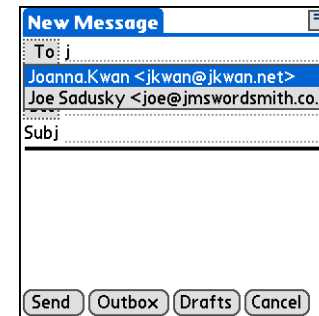 New Message
To j
Joanna.Kwan <jkwan@jkwan.net>
Joe Sadusky <joe@jmswordsmith.co.
Subj
Send Outbox Drafts Cancel